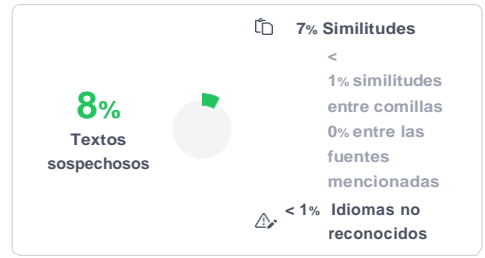 8%
Textos
sospechosos
7% Similitudes
<
1% similitudes
entre comillas
0% entre las
fuentes
mencionadas
< 1% Idiomas no
reconocidos